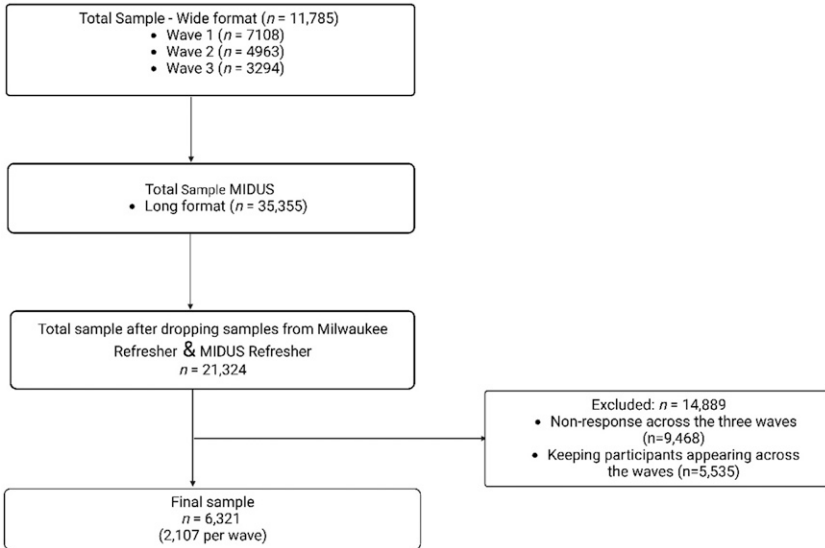 Total Sample - Wide format (n = 11,785)
• Wave 1 (n = 7108)
• Wave 2 (n = 4963)
• Wave 3 (n = 3294)
Total Sample MIDUS
• Long format (n = 35,355)
Total sample after dropping samples from Milwaukee
Refresher & MIDUS Refresher
n = 21,324
Excluded: n = 14,889
• Non-response across the three waves
(n=9,468)
• Keeping participants appearing across
the waves (n=5,535)
Final sample
n = 6,321
(2,107 per wave)